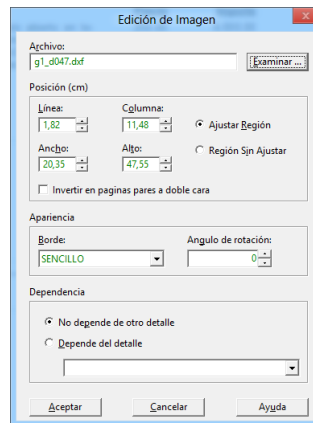 Edición de Imagen
x
Archivo:
g1_d047.dxf
Examinar ...
Posición (cm)
Línea:
Columna:
1,82
11,48
Ajustar Región
Ancho:
Alto:
Región Sin Ajustar
20,35
47,55
Invertir en paginas pares a doble cara
Apariencia
Borde:
Angulo de rotación:
SENCILLO
0
Dependencia
No depende de otro detalle
Depende del detalle
Aceptar
Cancelar
Ayuda